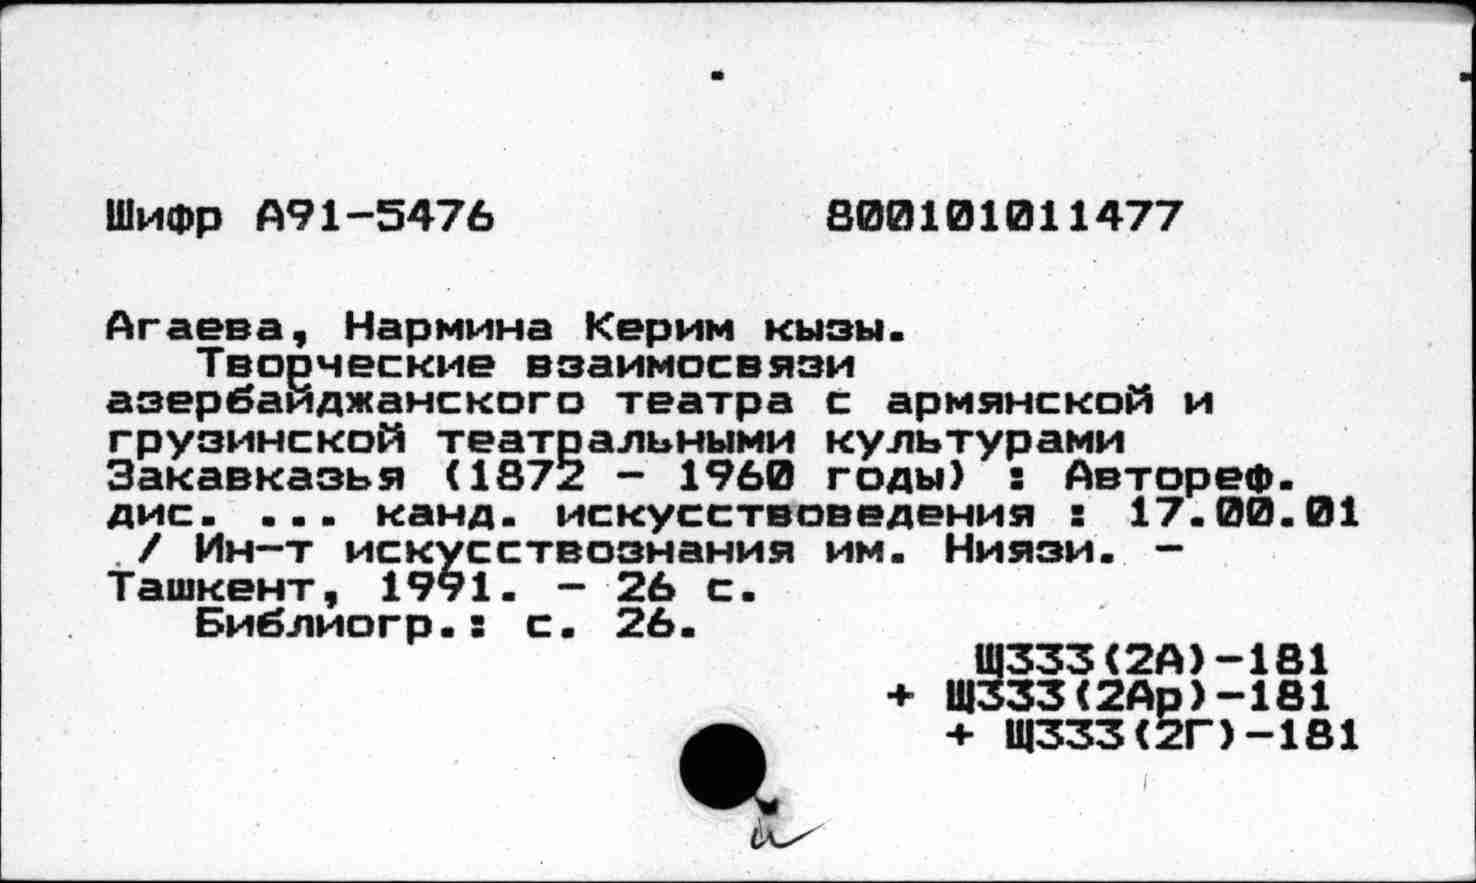 Шифр А91-5476 800101011477
Агаева, Нармина Керим кызы.
Творческие взаимосвязи
азербайджанского театра с армянской и
грузинской театральными культурами
Закавказья (1872 - 1960 годы) : Автореф.
дис. ... канд. искусствоведения : 17.00.01
/ Ин-т искусствознания им. Ниязи. -
Ташкент, 1991. - 26 с.
Библиогр.: с. 26.
Щ333(2А)-181
+ Щ333(2Ар)-181
+ Щ333(2Г)-181